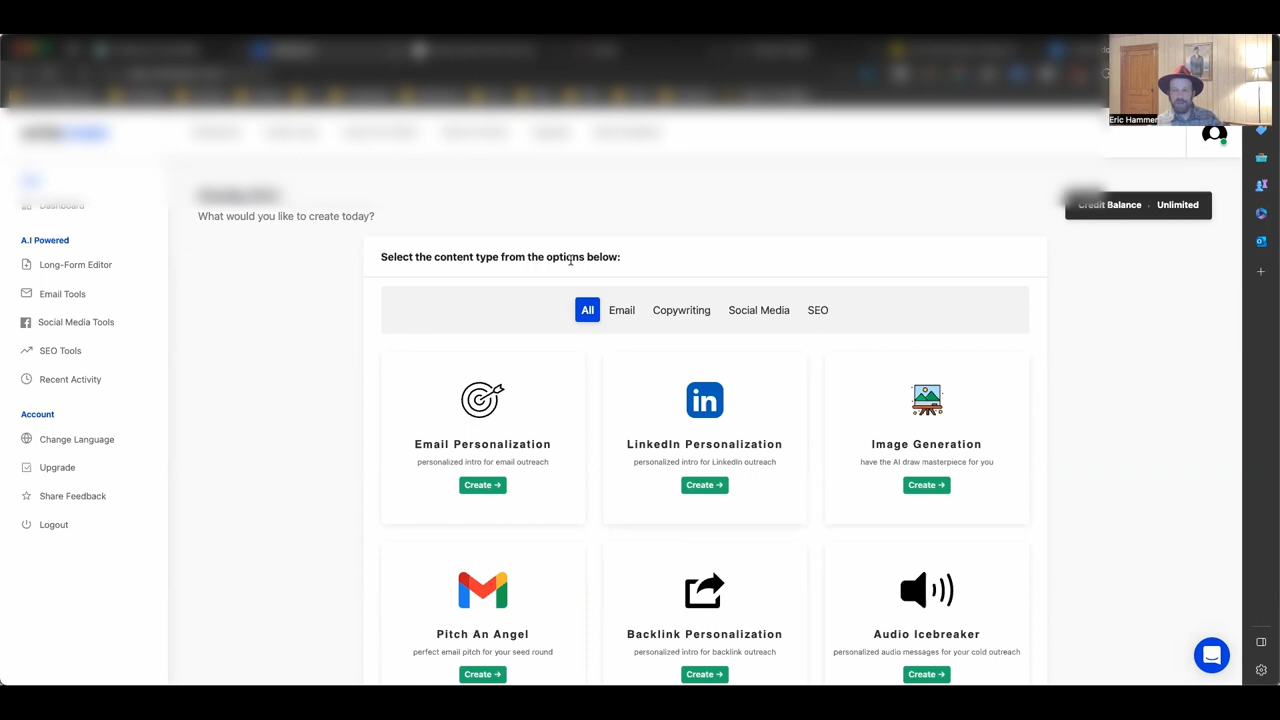 Eric Hammer
Dashboard
What would you like to create today?
Credit Balance · Unlimited
A.I Powered
Long-Form Editor
Email Tools
Social Media Tools
SEO Tools
Recent Activity
Account
Change Language
Upgrade
Share Feedback
Logout
Select the content type from the options below:
All Email Copywriting Social Media SEO
Email Personalization
personalized intro for email outreach
Create →
LinkedIn Personalization
personalized intro for LinkedIn outreach
Create →
Image Generation
have the AI draw masterpiece for you
Create →
Pitch An Angel
perfect email pitch for your seed round
Create →
Backlink Personalization
personalized intro for backlink outreach
Create →
Audio Icebreaker
personalized audio messages for your cold outreach
Create →